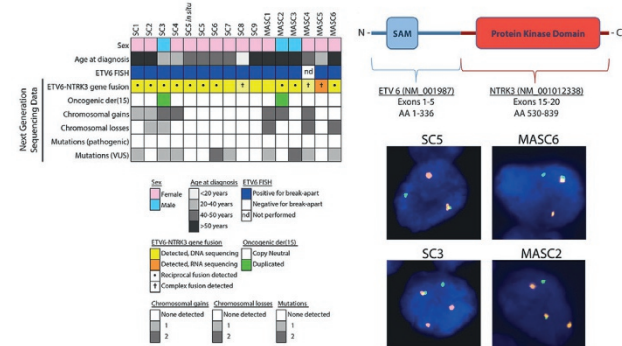 SC1
SC2
SC3
SC4
SC5 in situ
SC5
SC6
SC7
SC8
SC9
MASC1
MASC2
MASC3
MASC4
MASC5
MASC6
Sex
Age at diagnosis
ETV6 FISH
nd
ETV6-NTRK3 gene fusion
Oncogenic der(15)
Chromosomal gains
Chromosomal losses
Mutations (pathogenic)
Mutations (VUS)
Next Generation
Sequencing Data
Sex
Female
Male
Age at diagnosis
<20 years
20-40 years
40-50 years
>50 years
ETV6 FISH
Positive for break-apart
Negative for break-apart
nd Not performed
ETV6-NTRK3 gene fusion
Detected, DNA sequencing
Detected, RNA sequencing
• Reciprocal fusion detected
† Complex fusion detected
Oncogenic der(15)
Copy Neutral
Duplicated
Chromosomal gains
None detected
1
2
Chromosomal losses
None detected
1
2
Mutations
None detected
1
2
N - SAM Protein Kinase Domain - C
ETV 6 (NM_001987)
Exons 1-5
AA 1-336
NTRK3 (NM_001012338)
Exons 15-20
AA 530-839
SC5
MASC6
SC3
MASC2